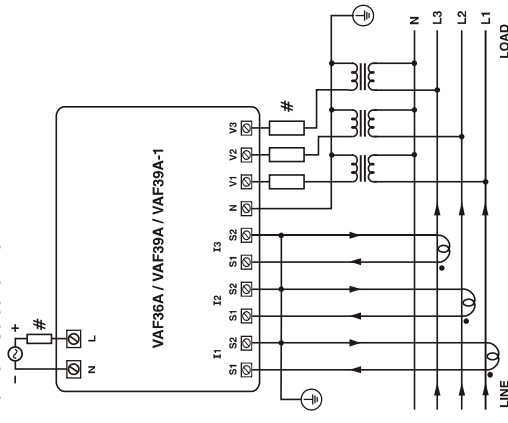 N
L3
L2
L1
LOAD
#
VAF36A / VAF39A / VAF39A-1
V3
V2
V1
N
S2
I3
S1
S2
I2
S1
S2
I1
S1
+
#
–
L
N
LINE